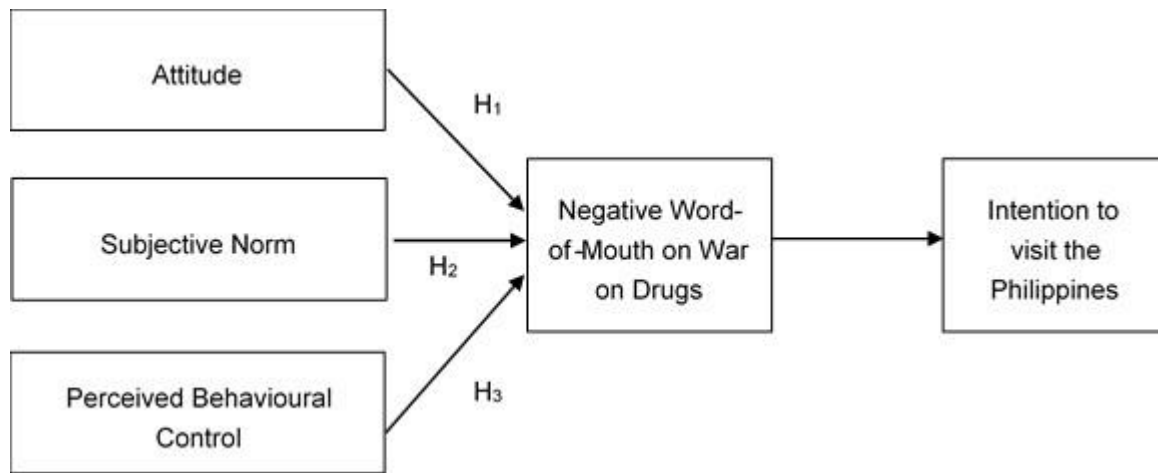 Attitude
H₁
Subjective Norm
H₂
Perceived Behavioural
Control
H₃
Negative Word-
of-Mouth on War
on Drugs
Intention to
visit the
Philippines